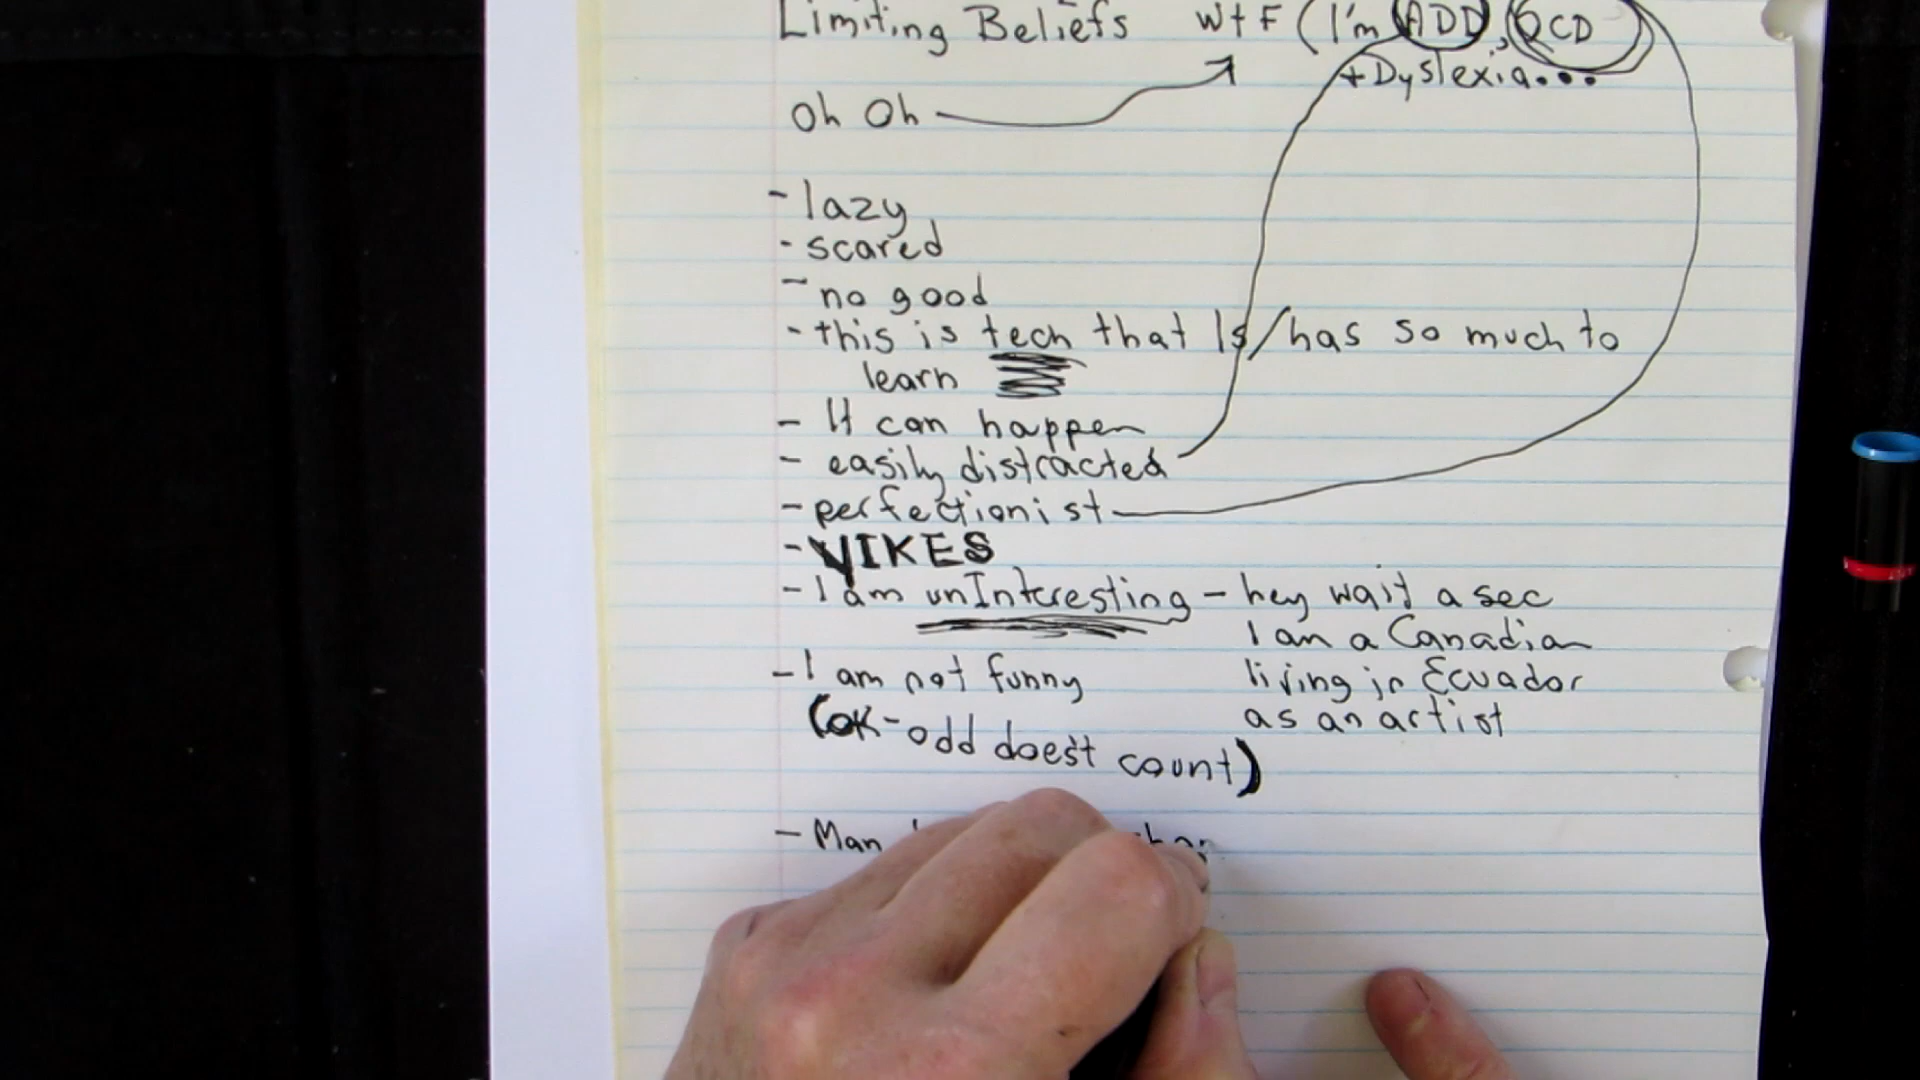 Limiting Beliefs WtF (I'm ADD, OCD
+Dyslexia...
Oh Oh
- lazy
- scared
- no good
- this is tech that Is/has so much to
learn
- It can happen
- easily distracted
- perfectionist
- YIKES
- I am unInteresting - hey wait a sec
I am a Canadian
living in Ecuador
as an artist
- I am not funny
(OK - odd does't count)
- Man